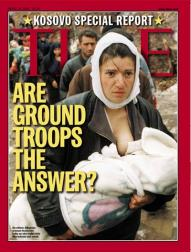 ★KOSOVO SPECIAL REPORT★
TIME
ARE
GROUND
TROOPS
THE
ANSWER?